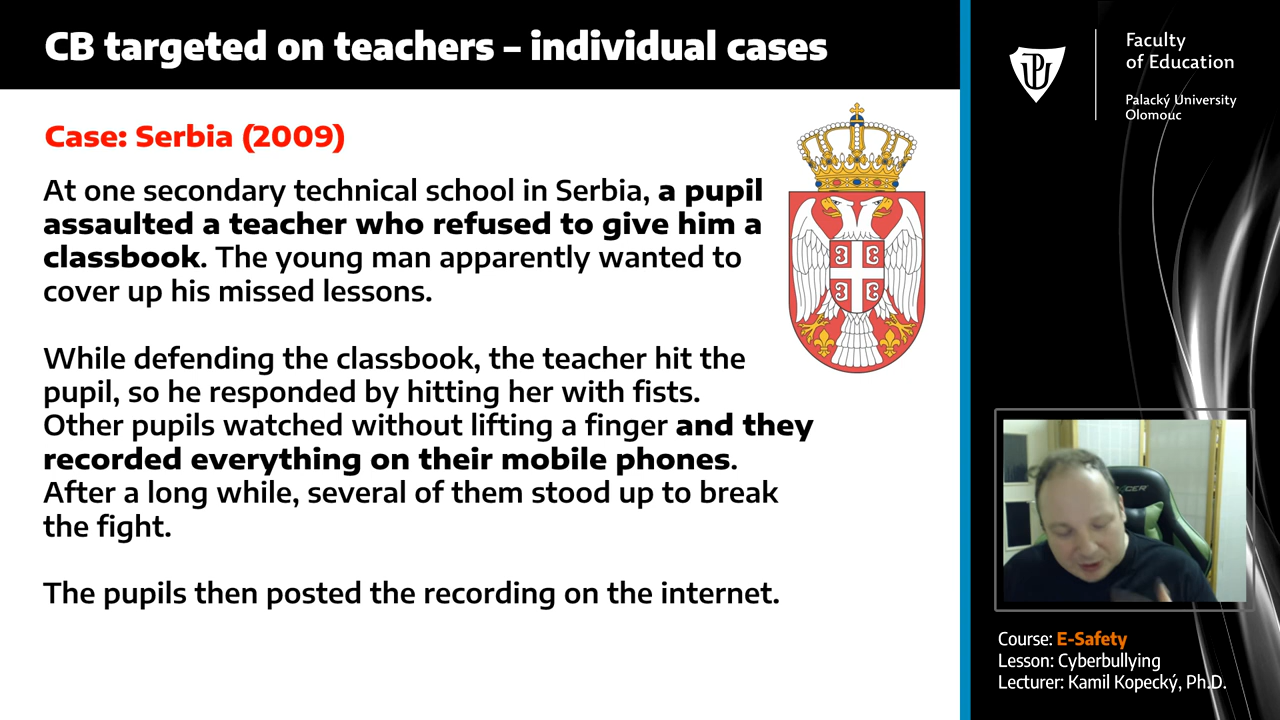 CB targeted on teachers – individual cases
Case: Serbia (2009)
At one secondary technical school in Serbia, a pupil
assaulted a teacher who refused to give him a
classbook. The young man apparently wanted to
cover up his missed lessons.
While defending the classbook, the teacher hit the
pupil, so he responded by hitting her with fists.
Other pupils watched without lifting a finger and they
recorded everything on their mobile phones.
After a long while, several of them stood up to break
the fight.
The pupils then posted the recording on the internet.
Faculty
of Education
Palacký University
Olomouc
Course: E-Safety
Lesson: Cyberbullying
Lecturer: Kamil Kopecký, Ph.D.